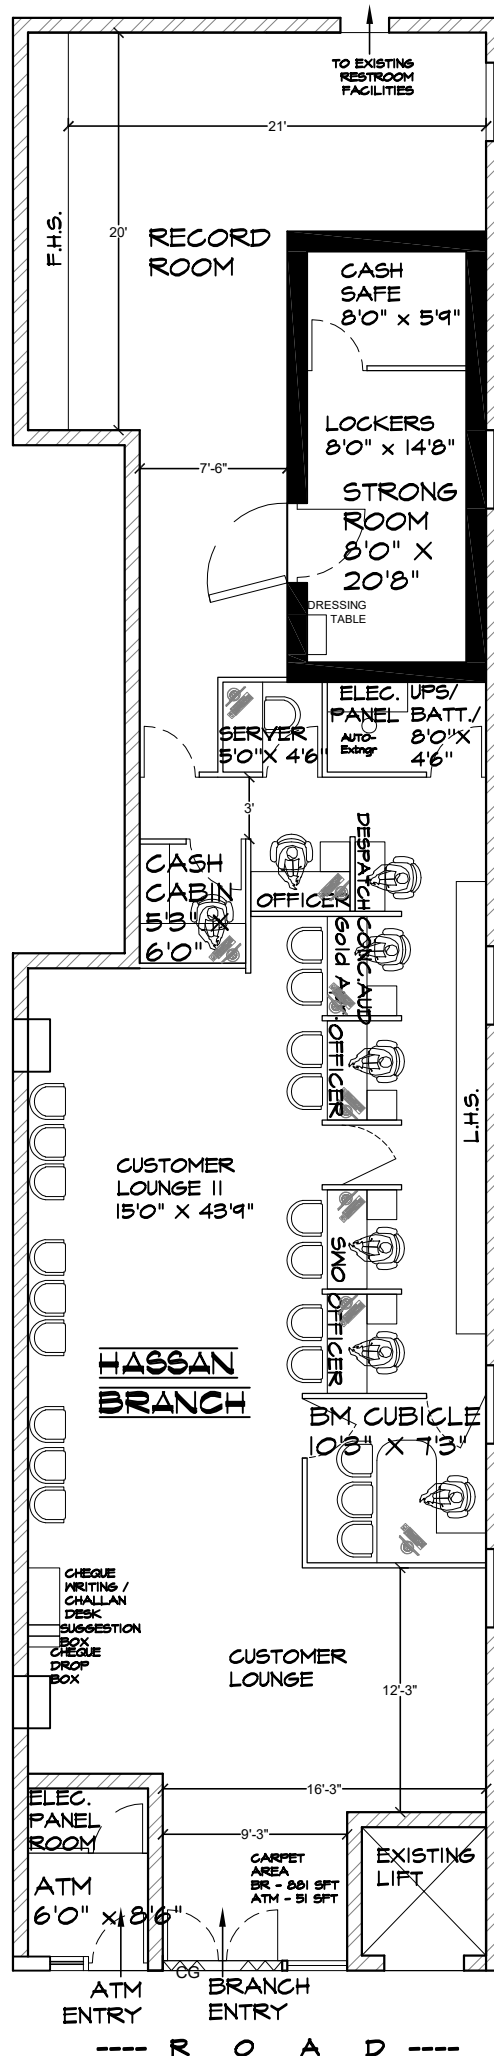 TO EXISTING
RESTROOM
FACILITIES
21'
F.H.S.
20'
RECORD
ROOM
CASH
SAFE
8'0" x 5'9"
LOCKERS
8'0" x 14'8"
7'-6"
STRONG
ROOM
8'0" X
20'8"
DRESSING
TABLE
ELEC.
PANEL
UPS/
BATT./
8'0"X
4'6"
AUTO-
Extngr
SERVER
5'0"X 4'6"
3'
CASH
CABIN
5'3" X
6'0"
OFFICER
DESPATCH
CONC.AUD
Gold
OFFICER
L.H.S.
CUSTOMER
LOUNGE II
15'0" X 43'9"
SWO
OFFICER
HASSAN
BRANCH
BM CUBICLE
10'3" X 7'3"
CHEQUE
WRITING /
CHALLAN
DESK
SUGGESTION
BOX
CHEQUE
DROP
BOX
CUSTOMER
LOUNGE
12'-3"
16'-3"
ELEC.
PANEL
ROOM
9'-3"
CARPET
AREA
BR - 881 SFT
ATM - 51 SFT
EXISTING
LIFT
ATM
6'0" x 8'6"
CG
ATM
ENTRY
BRANCH
ENTRY
---- R O A D ----